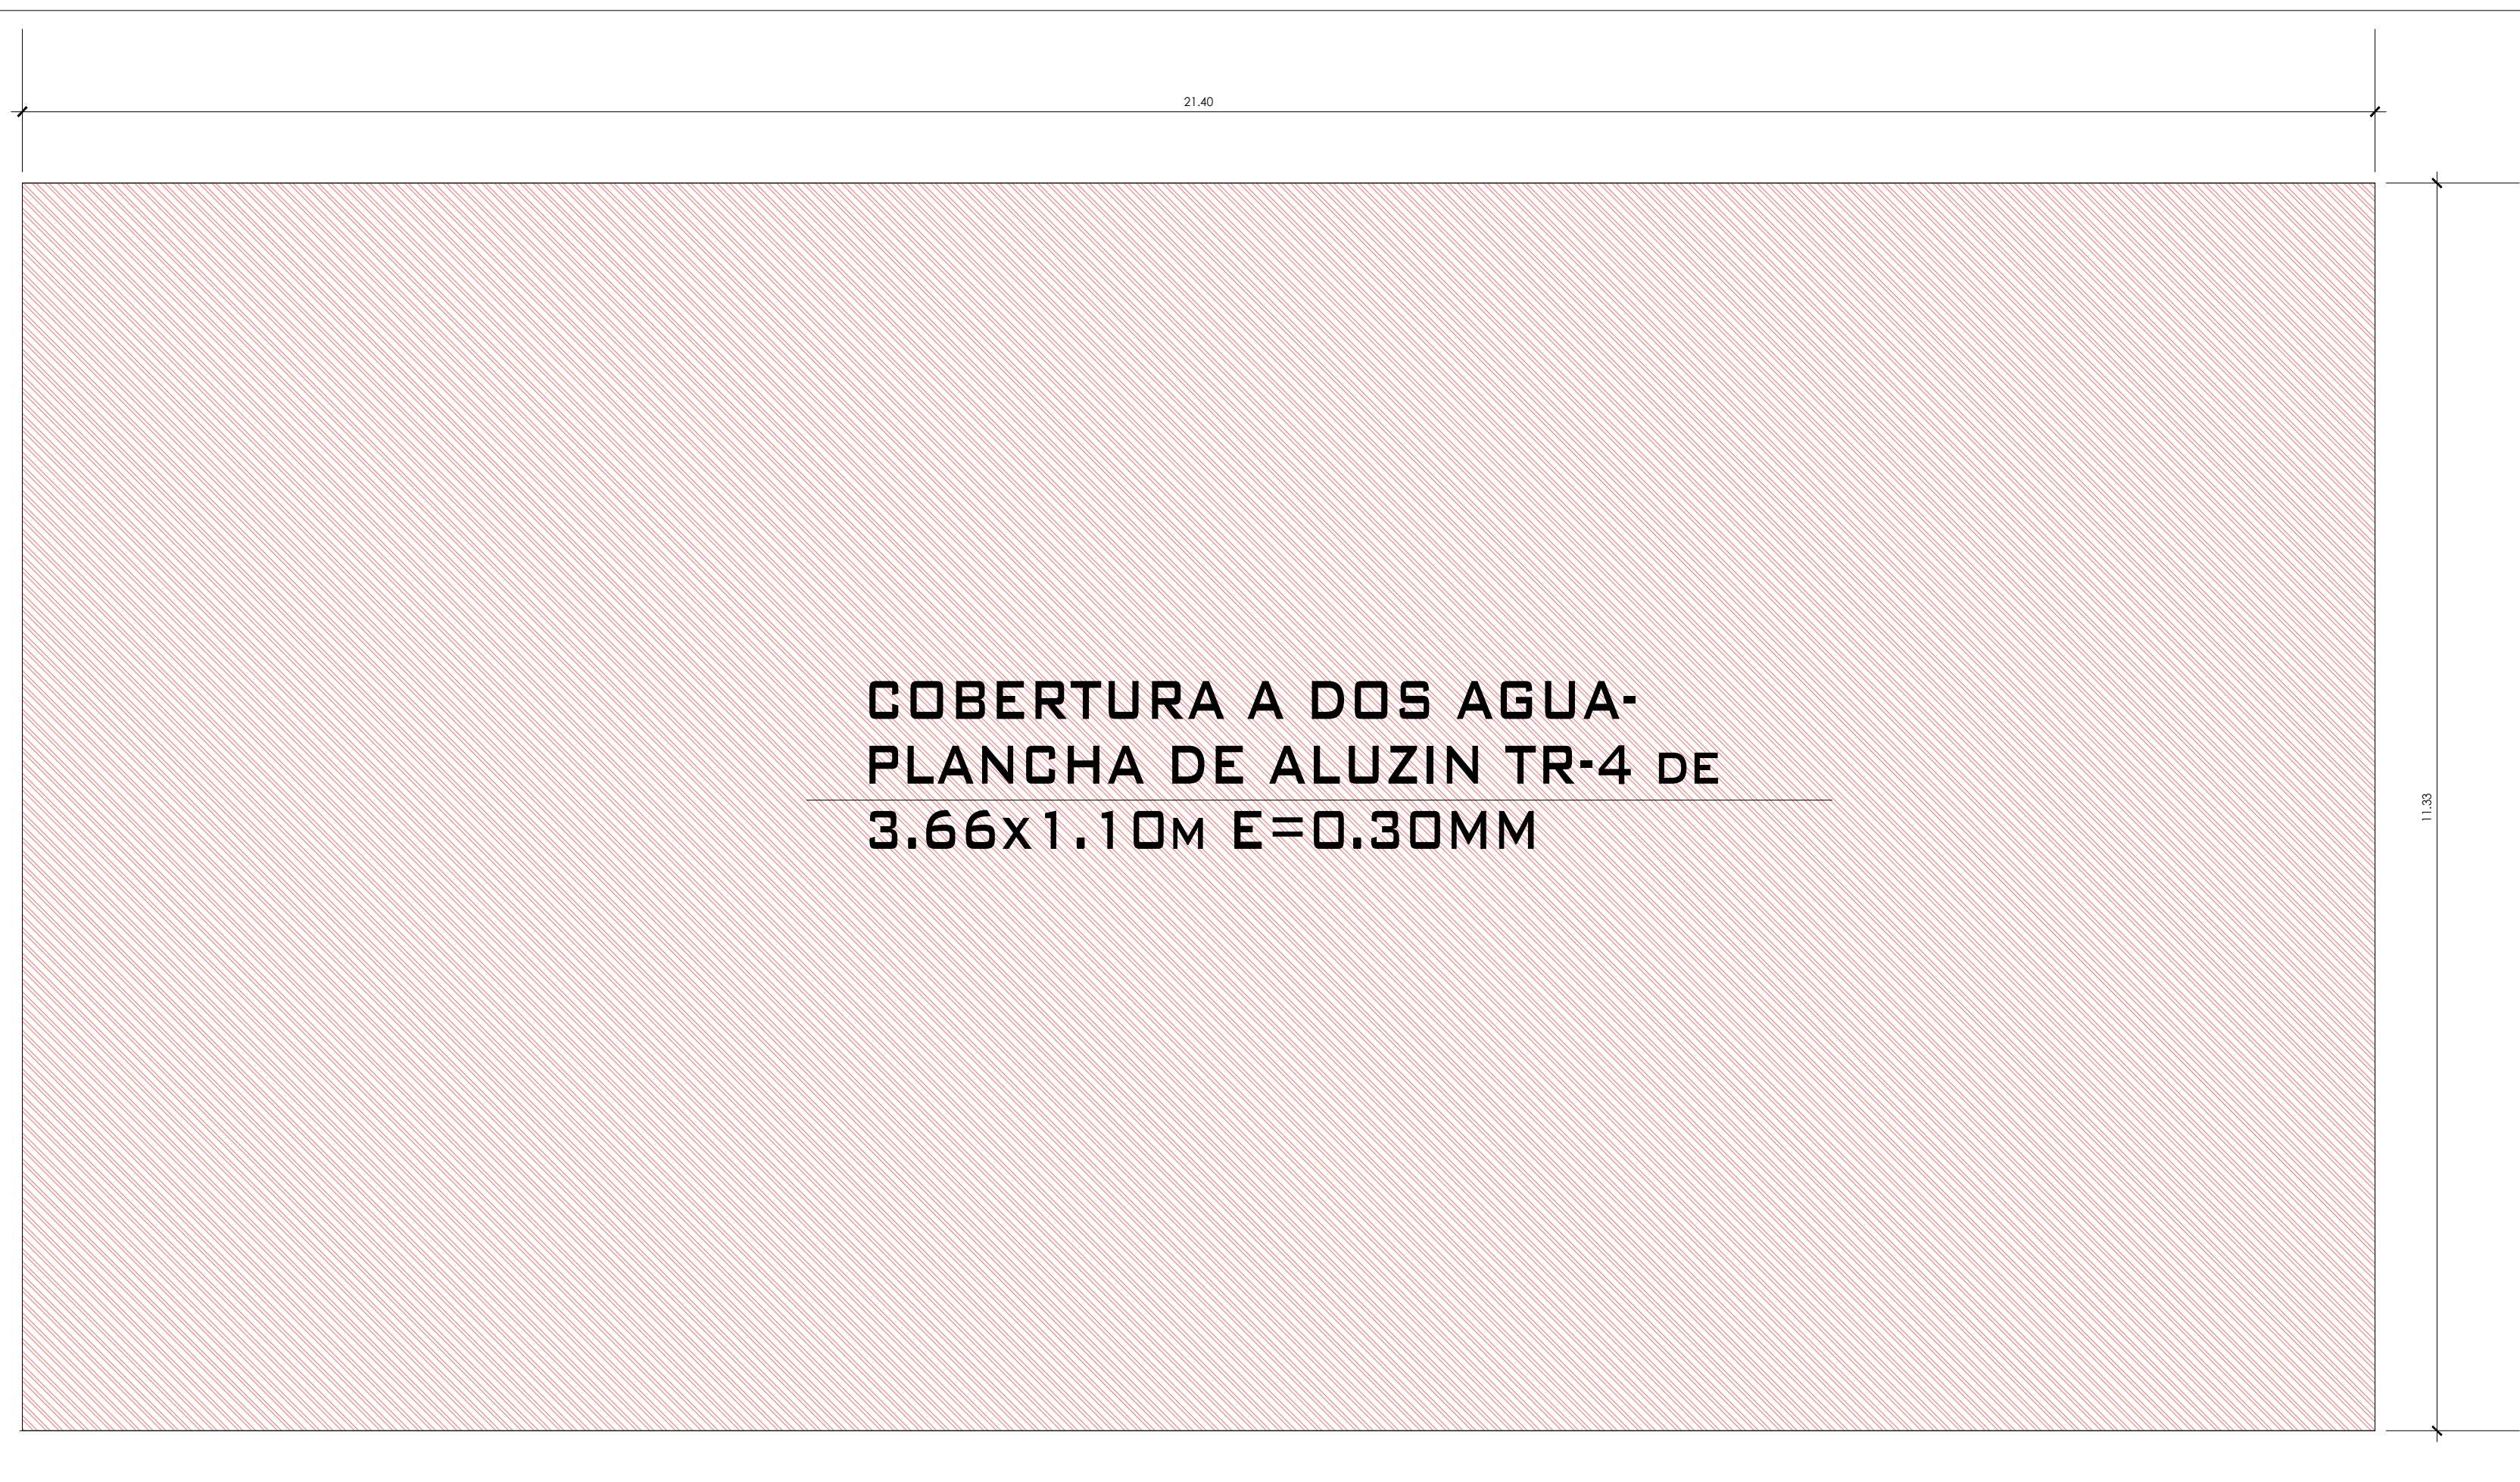 21.40
COBERTURA A DOS AGUA-
PLANCHA DE ALUZIN TR-4 DE
3.66x1.10M E=0.30MM
11.33